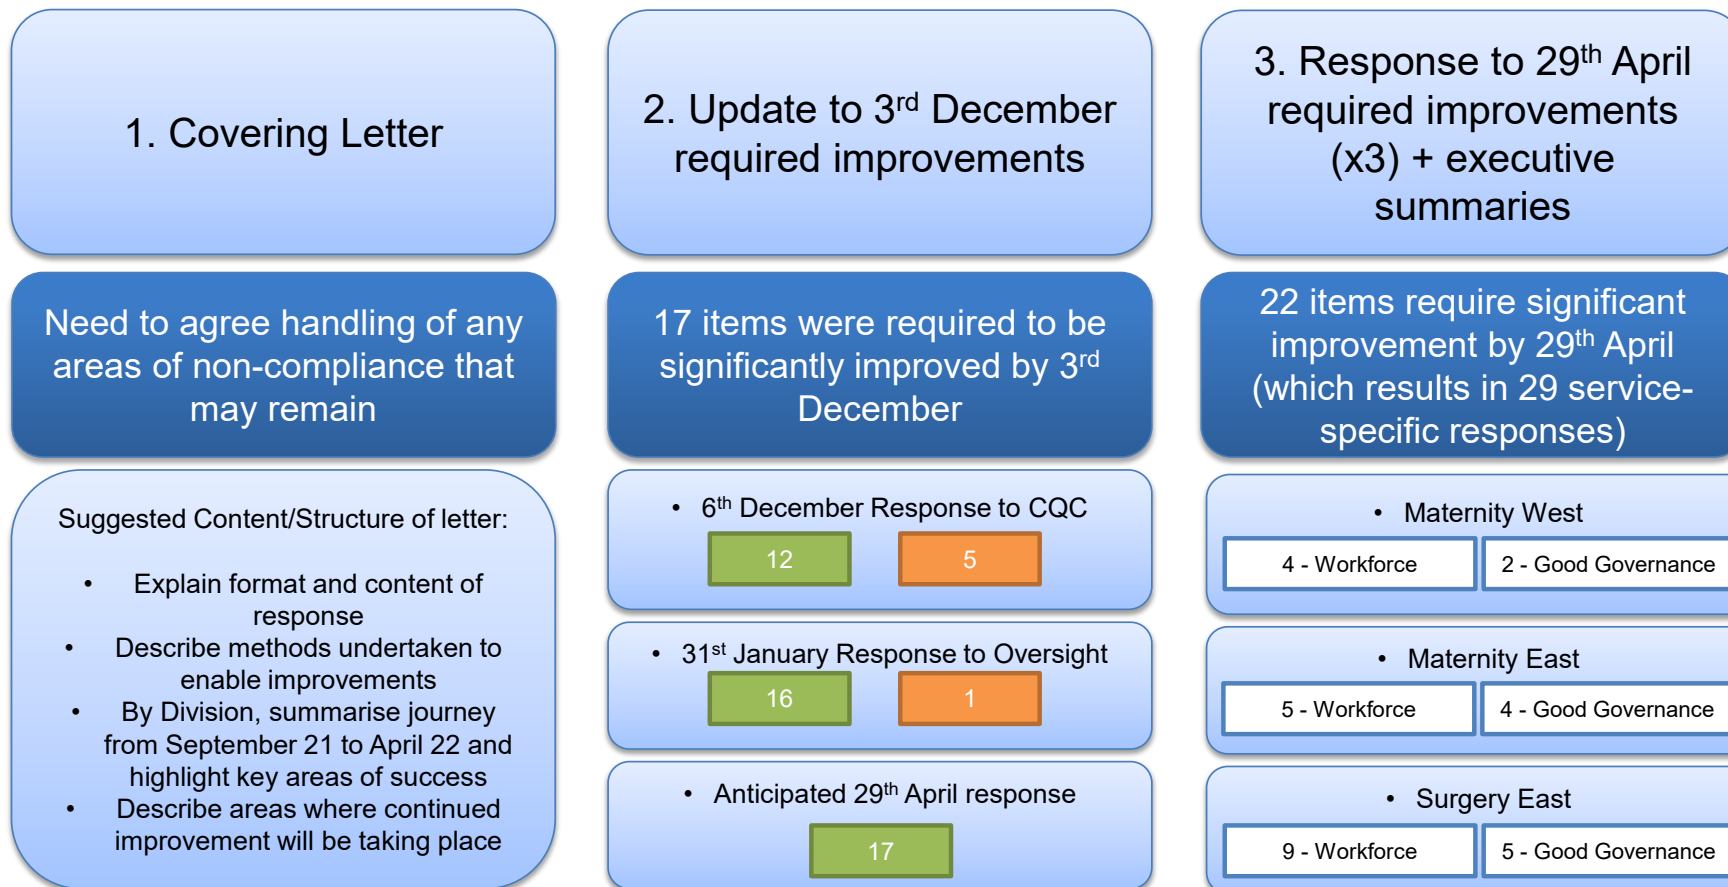 1. Covering Letter
Need to agree handling of any
areas of non-compliance that
may remain
Suggested Content/Structure of letter:
• Explain format and content of
response
• Describe methods undertaken to
enable improvements
• By Division, summarise journey
from September 21 to April 22 and
highlight key areas of success
• Describe areas where continued
improvement will be taking place
2. Update to 3rd December
required improvements
17 items were required to be
significantly improved by 3rd
December
• 6th December Response to CQC
12 5
• 31st January Response to Oversight
16 1
• Anticipated 29th April response
17
3. Response to 29th April
required improvements
(x3) + executive
summaries
22 items require significant
improvement by 29th April
(which results in 29 service-
specific responses)
• Maternity West
4 - Workforce 2 - Good Governance
• Maternity East
5 - Workforce 4 - Good Governance
• Surgery East
9 - Workforce 5 - Good Governance